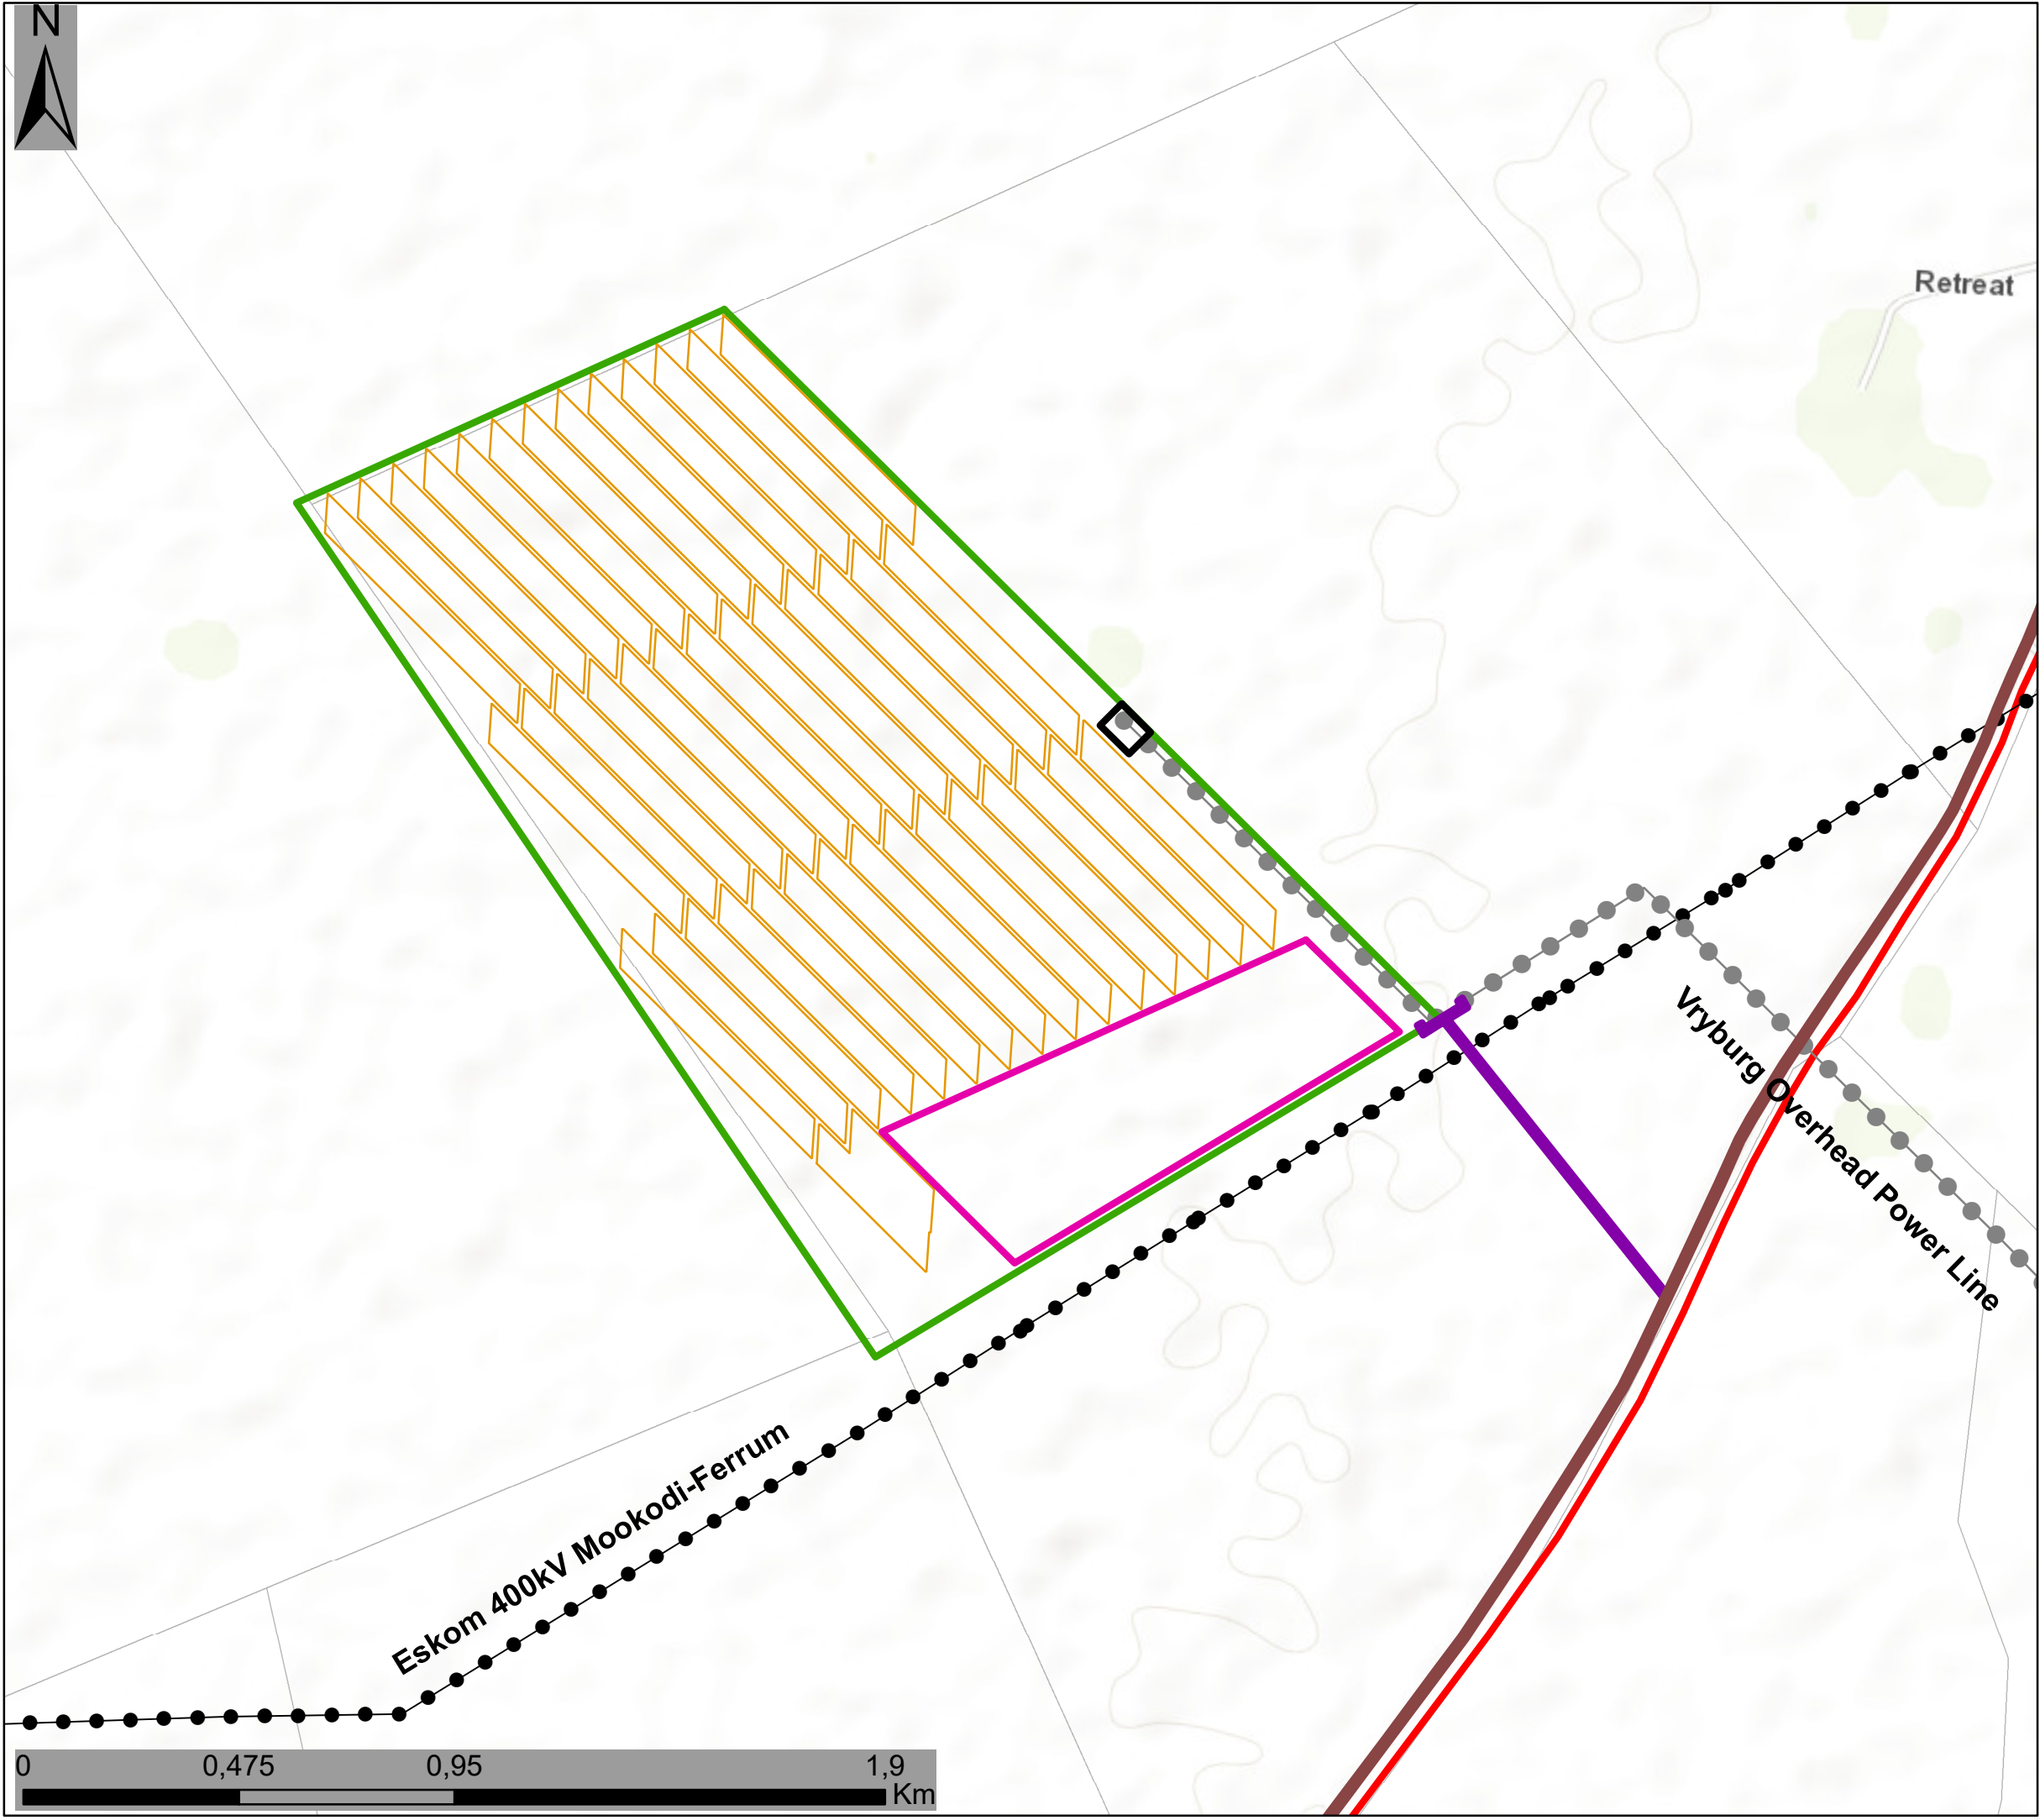 N
Retreat
Vryburg Overhead Power Line
Eskom 400kV Mookodi-Ferrum
0 0,475 0,95 1,9
Km